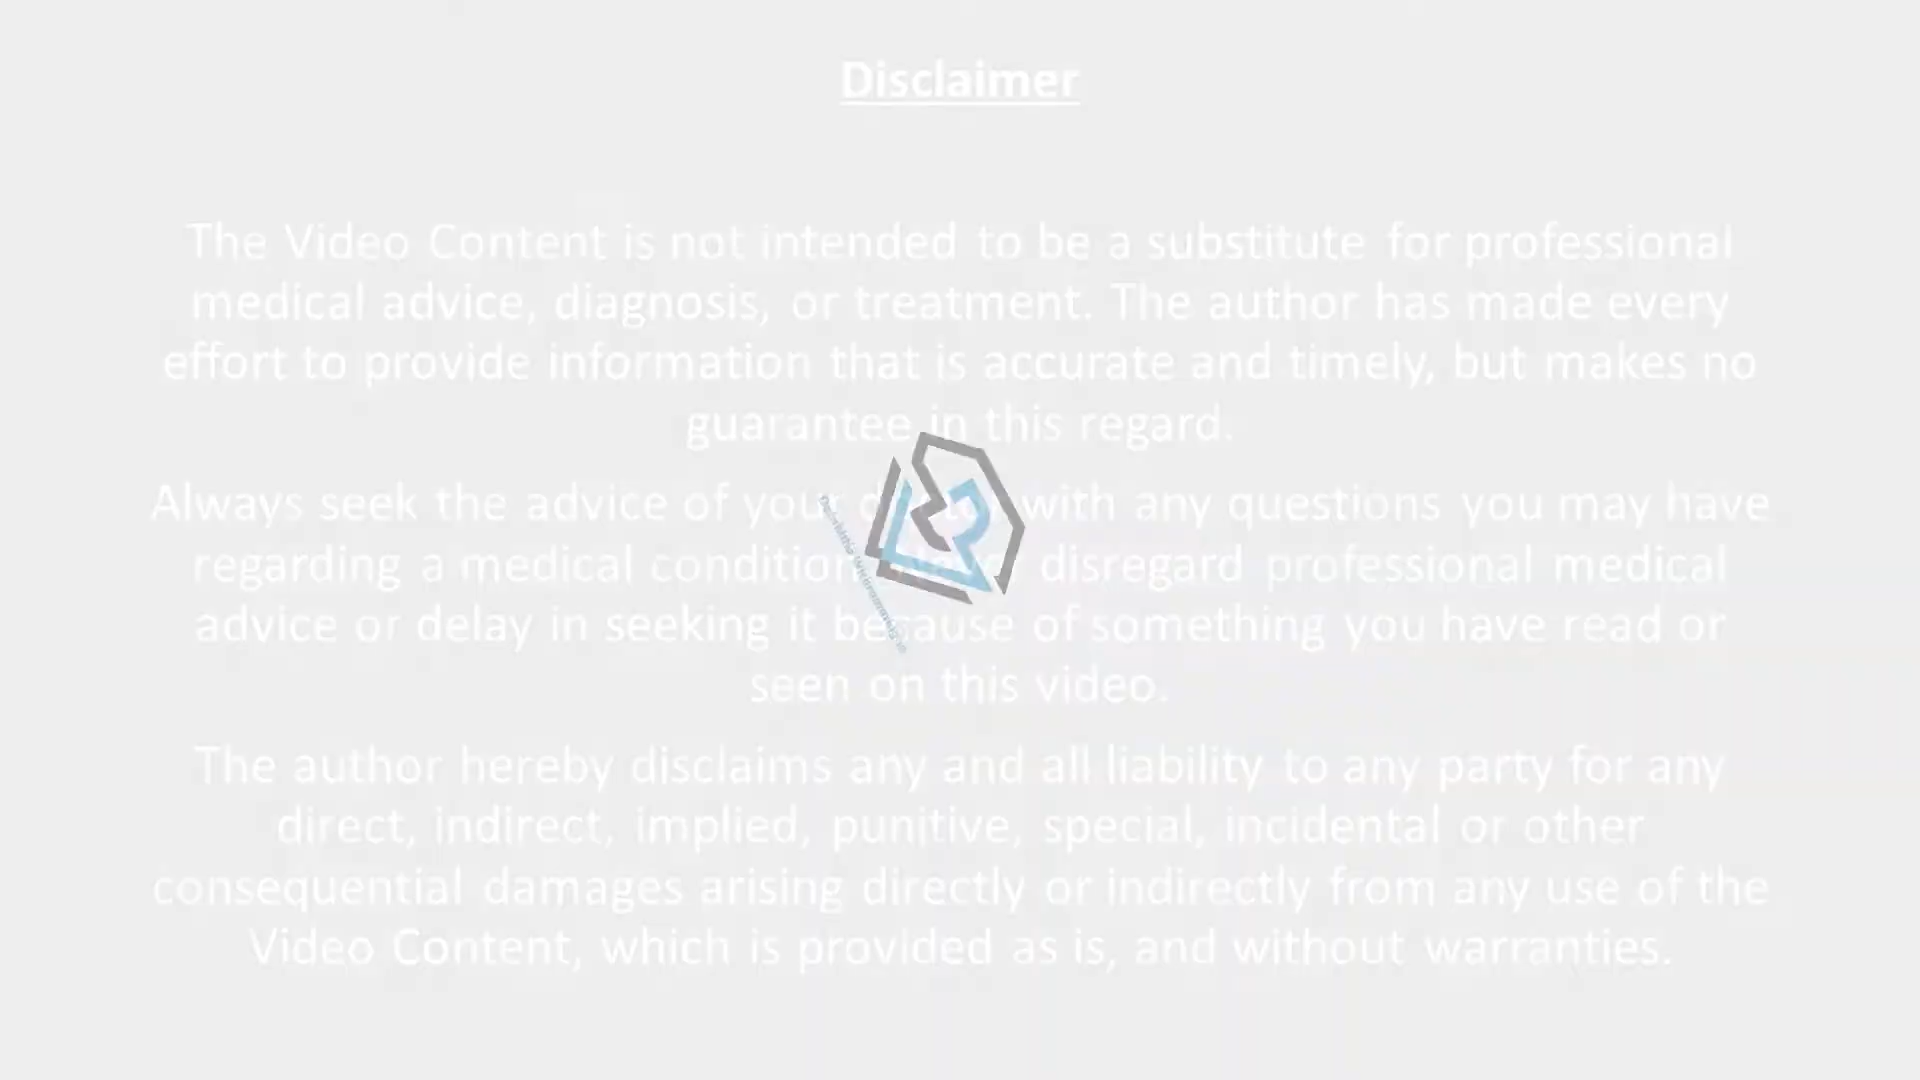 Disclaimer
The Video Content is not intended to be a substitute for professional
medical advice, diagnosis, or treatment. The author has made every
effort to provide information that is accurate and timely, but makes no
guarantee in this regard.
Always seek the advice of your with any questions you may have
regarding a medical condition disregard professional medical
advice or delay in seeking it because of something you have read or
seen on this video.
The author hereby disclaims any and all liability to any party for any
direct, indirect, implied, punitive, special, incidental or other
consequential damages arising directly or indirectly from any use of the
Video Content, which is provided as is, and without warranties.